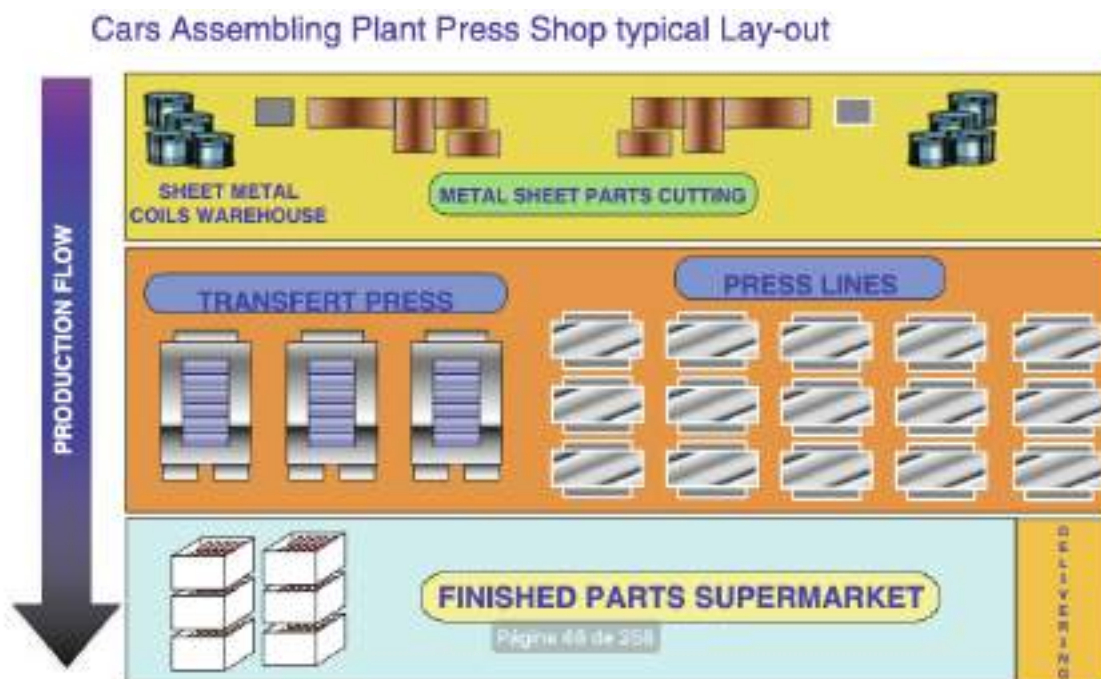 Cars Assembling Plant Press Shop typical Lay-out
PRODUCTION FLOW
SHEET METAL
COILS WAREHOUSE
METAL SHEET PARTS CUTTING
TRANSFERT PRESS
PRESS LINES
FINISHED PARTS SUPERMARKET
Página 46 de 258
DELIVERING